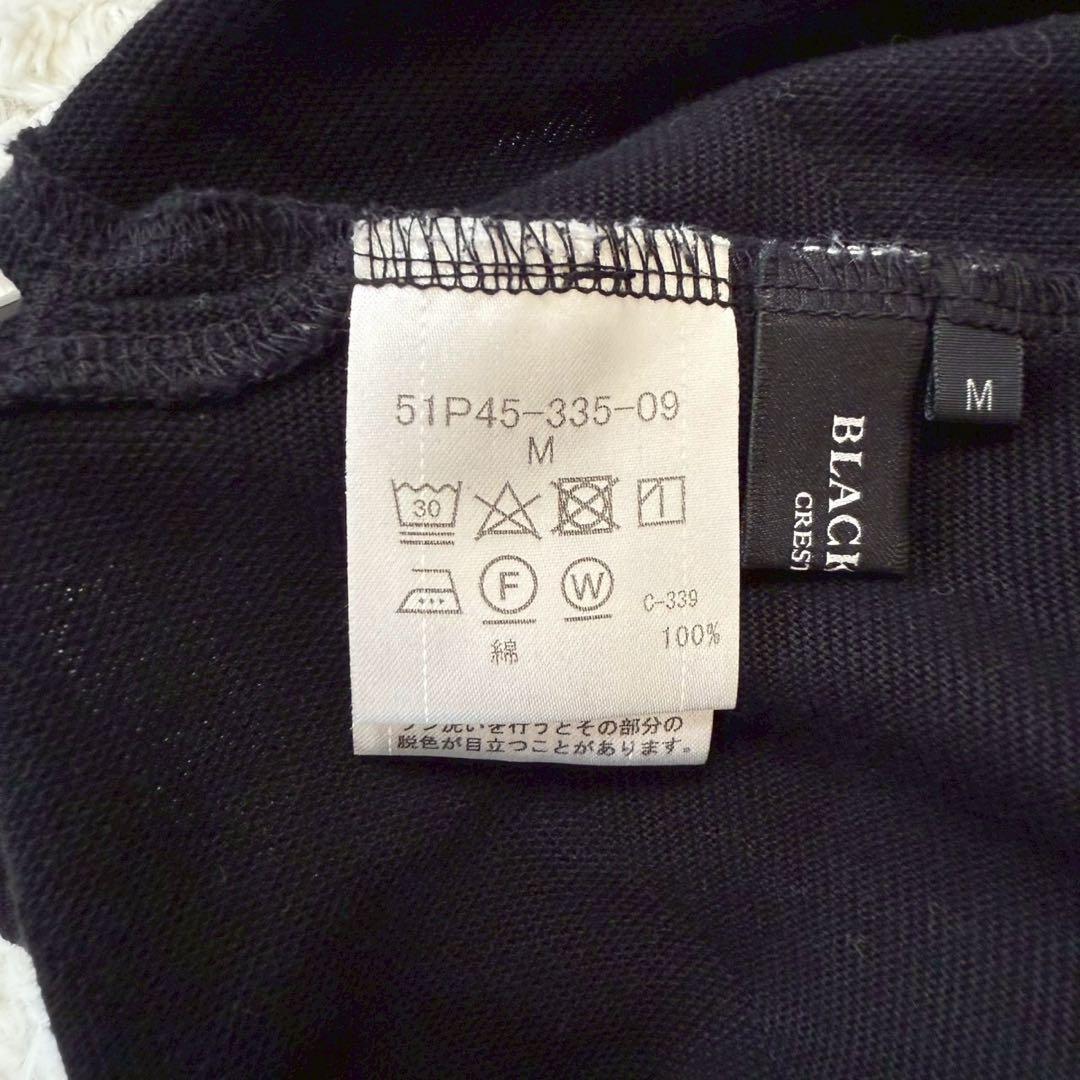 51P45-335-09
M
30
F
W
C-339
綿 100%
脱色が目立つことがあります。
BLACK
CREST
M